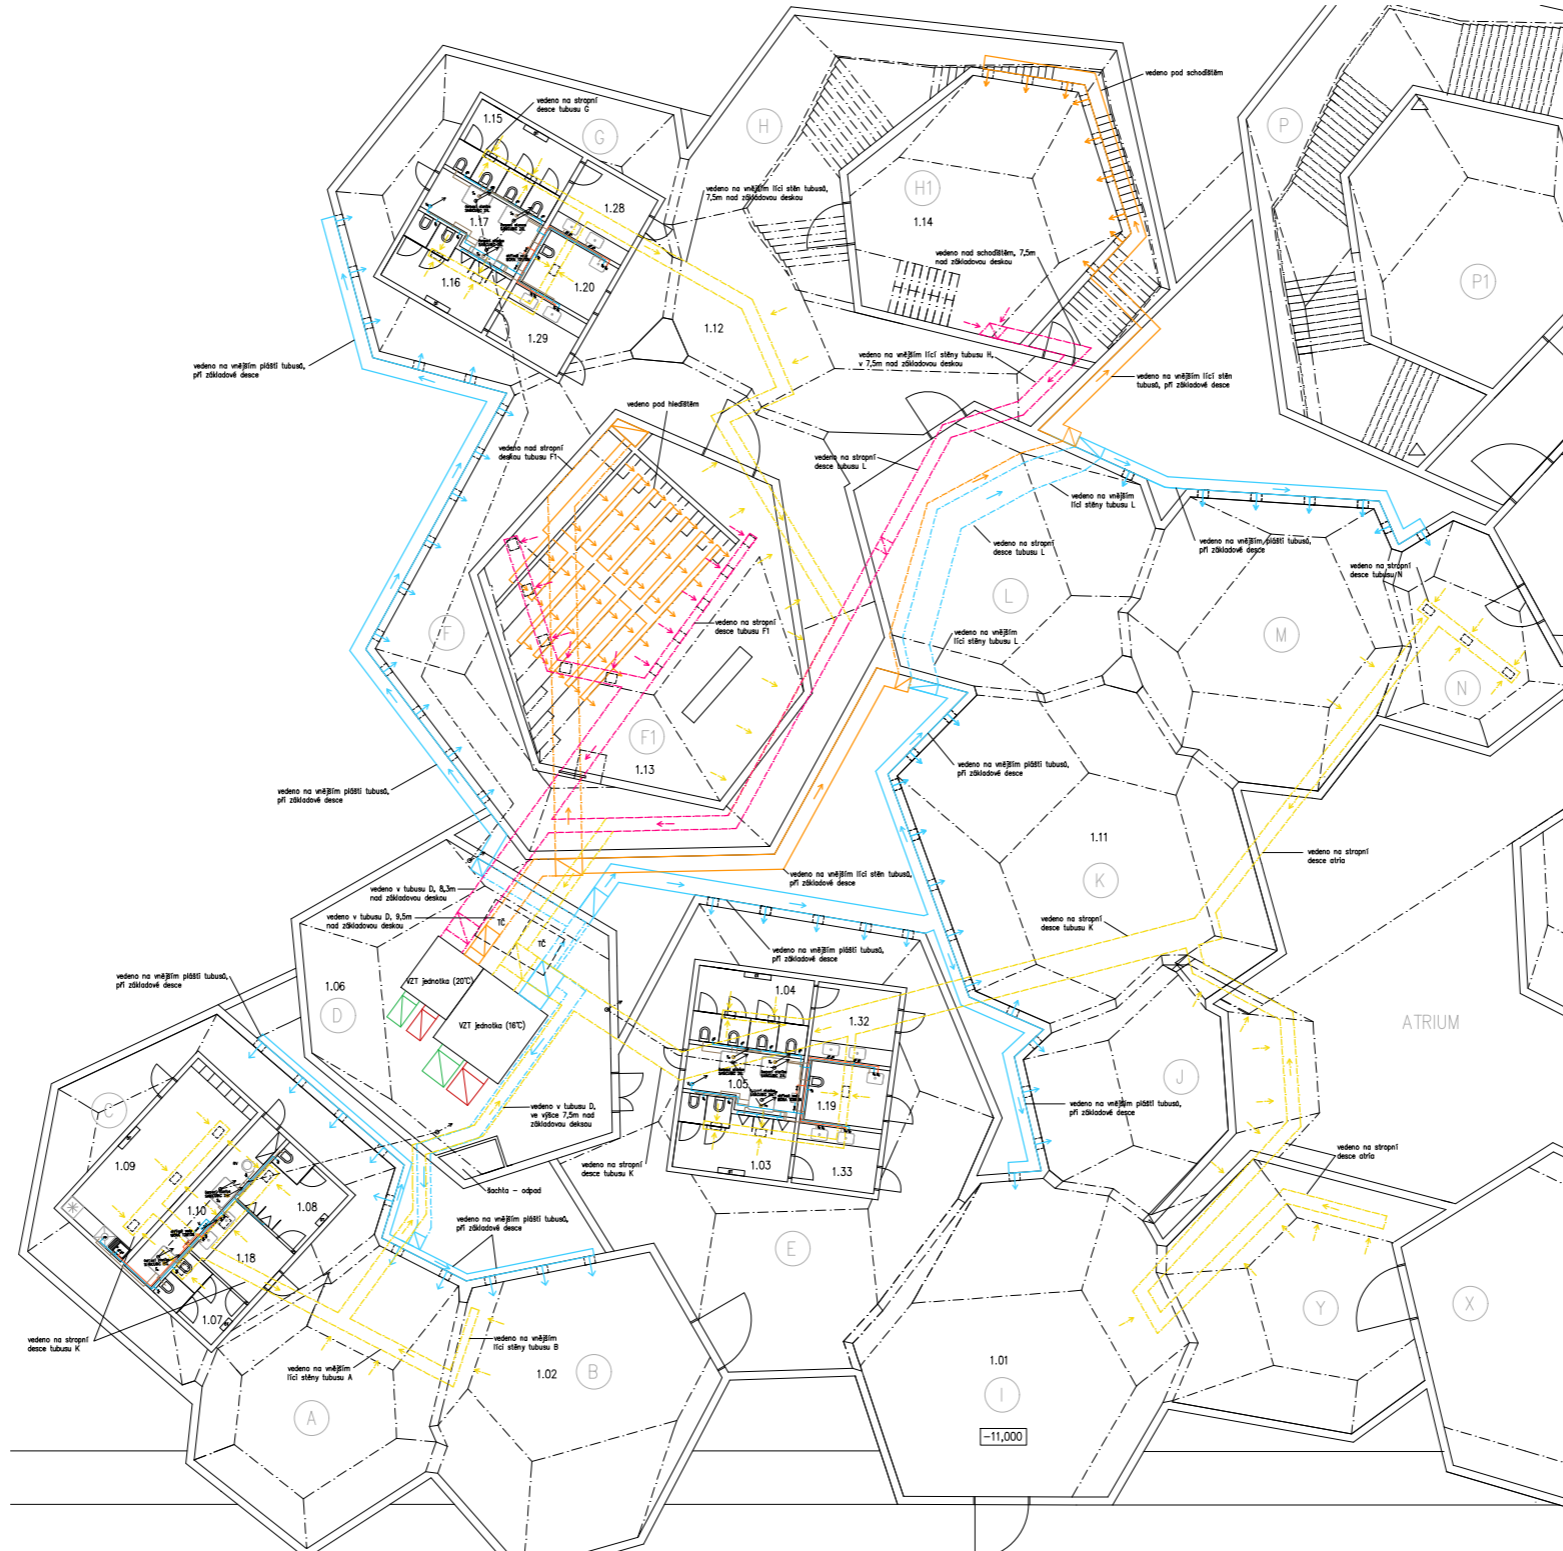 vedeno na stropní
desce tubusu G
1.15
G
H
P
vedeno pod schodištěm
vedeno na vnějším líci stěn tubusů,
7,5m nad základovou deskou
H1
1.14
1.17
1.28
1.16
1.20
1.29
1.12
vedeno nad schodištěm, 7,5m
nad základovou deskou
P1
vedeno na vnějším plášti tubusů,
při základové desce
vedeno na vnějším líci stěny tubusu H,
v 7,5m nad základovou deskou
vedeno na vnějším líci stěn
tubusů, při základové desce
vedeno pod hledištěm
vedeno nad stropní
deskou tubusu F1
vedeno na stropní
desce tubusu L
vedeno na vnějším
líci stěny tubusu L
vedeno na stropní
desce tubusu L
vedeno na vnějším plášti tubusů,
při základové desce
vedeno na stropní
desce tubusu N
L
F
M
N
vedeno na stropní
desce tubusu F1
vedeno na vnějším
líci stěny tubusu L
F1
1.13
vedeno na vnějším plášti tubusů,
při základové desce
vedeno na vnějším plášti tubusů,
při základové desce
1.11
K
vedeno na stropní
desce atria
vedeno na vnějším líci stěn tubusů,
při základové desce
vedeno v tubusu D, 8,3m
nad základovou deskou
vedeno v tubusu D, 9,5m
nad základovou deskou
TČ
TČ
vedeno na stropní
desce tubusu K
vedeno na vnějším plášti tubusů,
při základové desce
vedeno na vnějším plášti tubusů,
při základové desce
1.06
D
VZT jednotka (20°C)
VZT jednotka (16°C)
1.04
1.32
ATRIUM
J
1.05
1.19
1.03
1.33
vedeno na vnějším plášti tubusů,
při základové desce
C
vedeno v tubusu D,
ve výšce 7,5m nad
základovou deskou
vedeno na stropní
desce tubusu K
vedeno na stropní
desce atria
1.09
1.08
1.10
1.18
1.07
šachta – odpad
vedeno na vnějším plášti tubusů,
při základové desce
E
Y
X
vedeno na stropní
desce tubusu K
vedeno na vnějším
líci stěny tubusu B
vedeno na vnějším
líci stěny tubusu A
1.02
B
1.01
I
A
-11,000